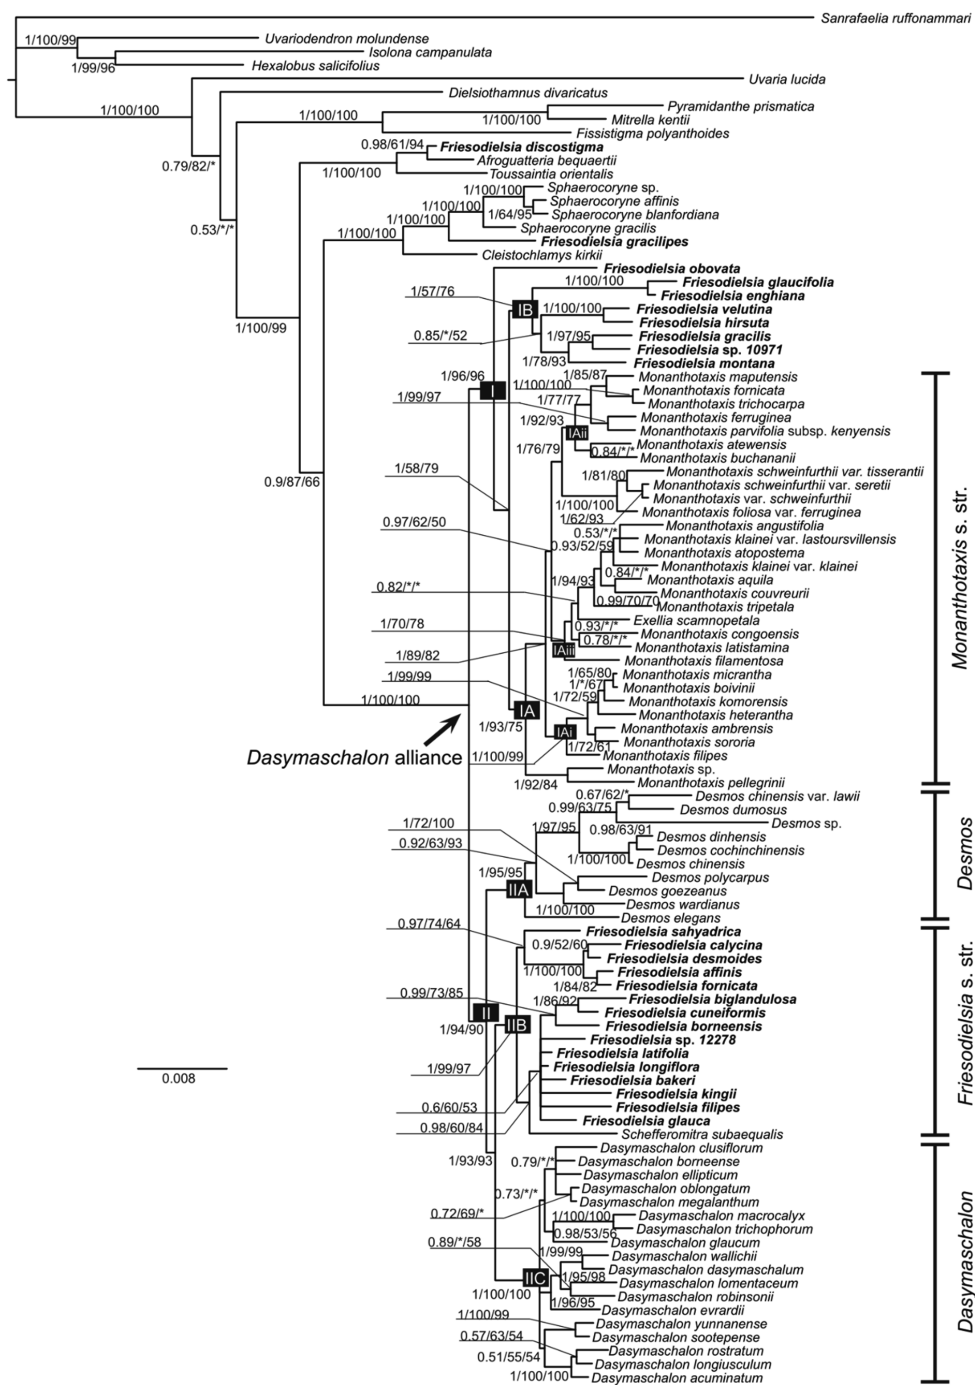 Sanrafaelia ruffonammari
1/100/99
Uvariodendron molundense
Isolona campanulata
1/99/96
Hexalobus salicifolius
Uvaria lucida
Dielsiothamnus divaricatus
1/100/100
Pyramidanthe prismatica
1/100/100
1/100/100
Mitrella kentii
Fissistigma polyanthoides
0.98/61/94
Friesodielsia discostigma
0.79/82/*
Afroguatteria bequaertii
1/100/100
Toussaintia orientalis
1/100/100
Sphaerocoryne sp.
Sphaerocoryne affinis
1/100/100
1/64/95
Sphaerocoryne blanfordiana
0.53/*/*
1/100/100
1/100/100
Sphaerocoryne gracilis
Friesodielsia gracilipes
Cleistochlamys kirkii
Friesodielsia obovata
1/100/100
Friesodielsia glaucifolia
1/57/76
Friesodielsia enghiana
IB
1/100/100
Friesodielsia velutina
1/100/99
Friesodielsia hirsuta
0.85/*/52
1/97/95
Friesodielsia gracilis
Friesodielsia sp. 10971
1/78/93
Friesodielsia montana
1/96/96
I
1/85/87
Monanthotaxis maputensis
1/100/100
Monanthotaxis fornicata
1/99/97
1/77/77
Monanthotaxis trichocarpa
Monanthotaxis ferruginea
1/92/93
Monanthotaxis parvifolia subsp. kenyensis
IAii
Monanthotaxis atewensis
1/76/79
0.84/*/*
Monanthotaxis buchananii
1/58/79
1/81/80
Monanthotaxis schweinfurthii var. tisserantii
0.9/87/66
Monanthotaxis schweinfurthii var. seretii
Monanthotaxis var. schweinfurthii
1/100/100
Monanthotaxis foliosa var. ferruginea
1/62/93
0.97/62/50
Monanthotaxis angustifolia
0.53/*/*
Monanthotaxis klainei var. lastoursvillensis
0.93/52/59
Monanthotaxis atopostema
Monanthotaxis klainei var. klainei
0.84/*/*
1/94/93
Monanthotaxis aquila
0.82/*/*
Monanthotaxis couvreurii
0.99/70/70
Monanthotaxis tripetala
Exellia scamnopetala
0.93/*/*
1/70/78
Monanthotaxis congoensis
0.78/*/*
Monanthotaxis latistamina
IAiii
1/89/82
Monanthotaxis filamentosa
1/65/80
Monanthotaxis micrantha
1/99/99
1/*/67
Monanthotaxis boivinii
1/72/59
Monanthotaxis komorensis
1/100/100
IA
Monanthotaxis heterantha
1/93/75
IAi
Monanthotaxis ambrensis
1/72/61
Monanthotaxis sororia
Dasymaschalon alliance
1/100/99
Monanthotaxis filipes
Monanthotaxis sp.
1/92/84
Monanthotaxis pellegrinii
Monanthotaxis s. str.
0.67/62/*
Desmos chinensis var. lawii
0.99/63/75
Desmos dumosus
Desmos sp.
1/72/100
1/97/95
0.98/63/91
Desmos dinhensis
0.92/63/93
Desmos cochinchinensis
1/100/100
Desmos chinensis
1/95/95
Desmos polycarpus
IIA
Desmos goezeanus
Desmos wardianus
1/100/100
Desmos elegans
Desmos
0.97/74/64
Friesodielsia sahyadrica
0.9/52/60
Friesodielsia calycina
Friesodielsia desmoides
1/100/100
Friesodielsia affinis
1/84/82
Friesodielsia fornicata
0.99/73/85
1/86/92
Friesodielsia biglandulosa
II
Friesodielsia cuneiformis
IIB
Friesodielsia borneensis
1/94/90
Friesodielsia sp. 12278
Friesodielsia latifolia
1/99/97
Friesodielsia longiflora
0.008
Friesodielsia bakeri
Friesodielsia kingii
0.6/60/53
Friesodielsia filipes
Friesodielsia glauca
0.98/60/84
Schefferomitra subaequalis
Friesodielsia s. str.
Dasymaschalon clusiflorum
1/93/93
0.79/*/*
Dasymaschalon borneense
Dasymaschalon ellipticum
0.73/*/*
Dasymaschalon oblongatum
Dasymaschalon megalanthum
0.72/69/*
1/100/100
Dasymaschalon macrocalyx
0.98/53/56
Dasymaschalon trichophorum
0.89/*/58
Dasymaschalon glaucum
1/99/99
Dasymaschalon wallichii
Dasymaschalon dasymaschalum
IIC
1/95/98
Dasymaschalon lomentaceum
1/100/100
Dasymaschalon robinsonii
1/96/95
Dasymaschalon evrardii
1/100/99
Dasymaschalon yunnanense
0.57/63/54
Dasymaschalon sootepense
Dasymaschalon rostratum
0.51/55/54
Dasymaschalon longiusculum
1/100/100
Dasymaschalon acuminatum
Dasymaschalon